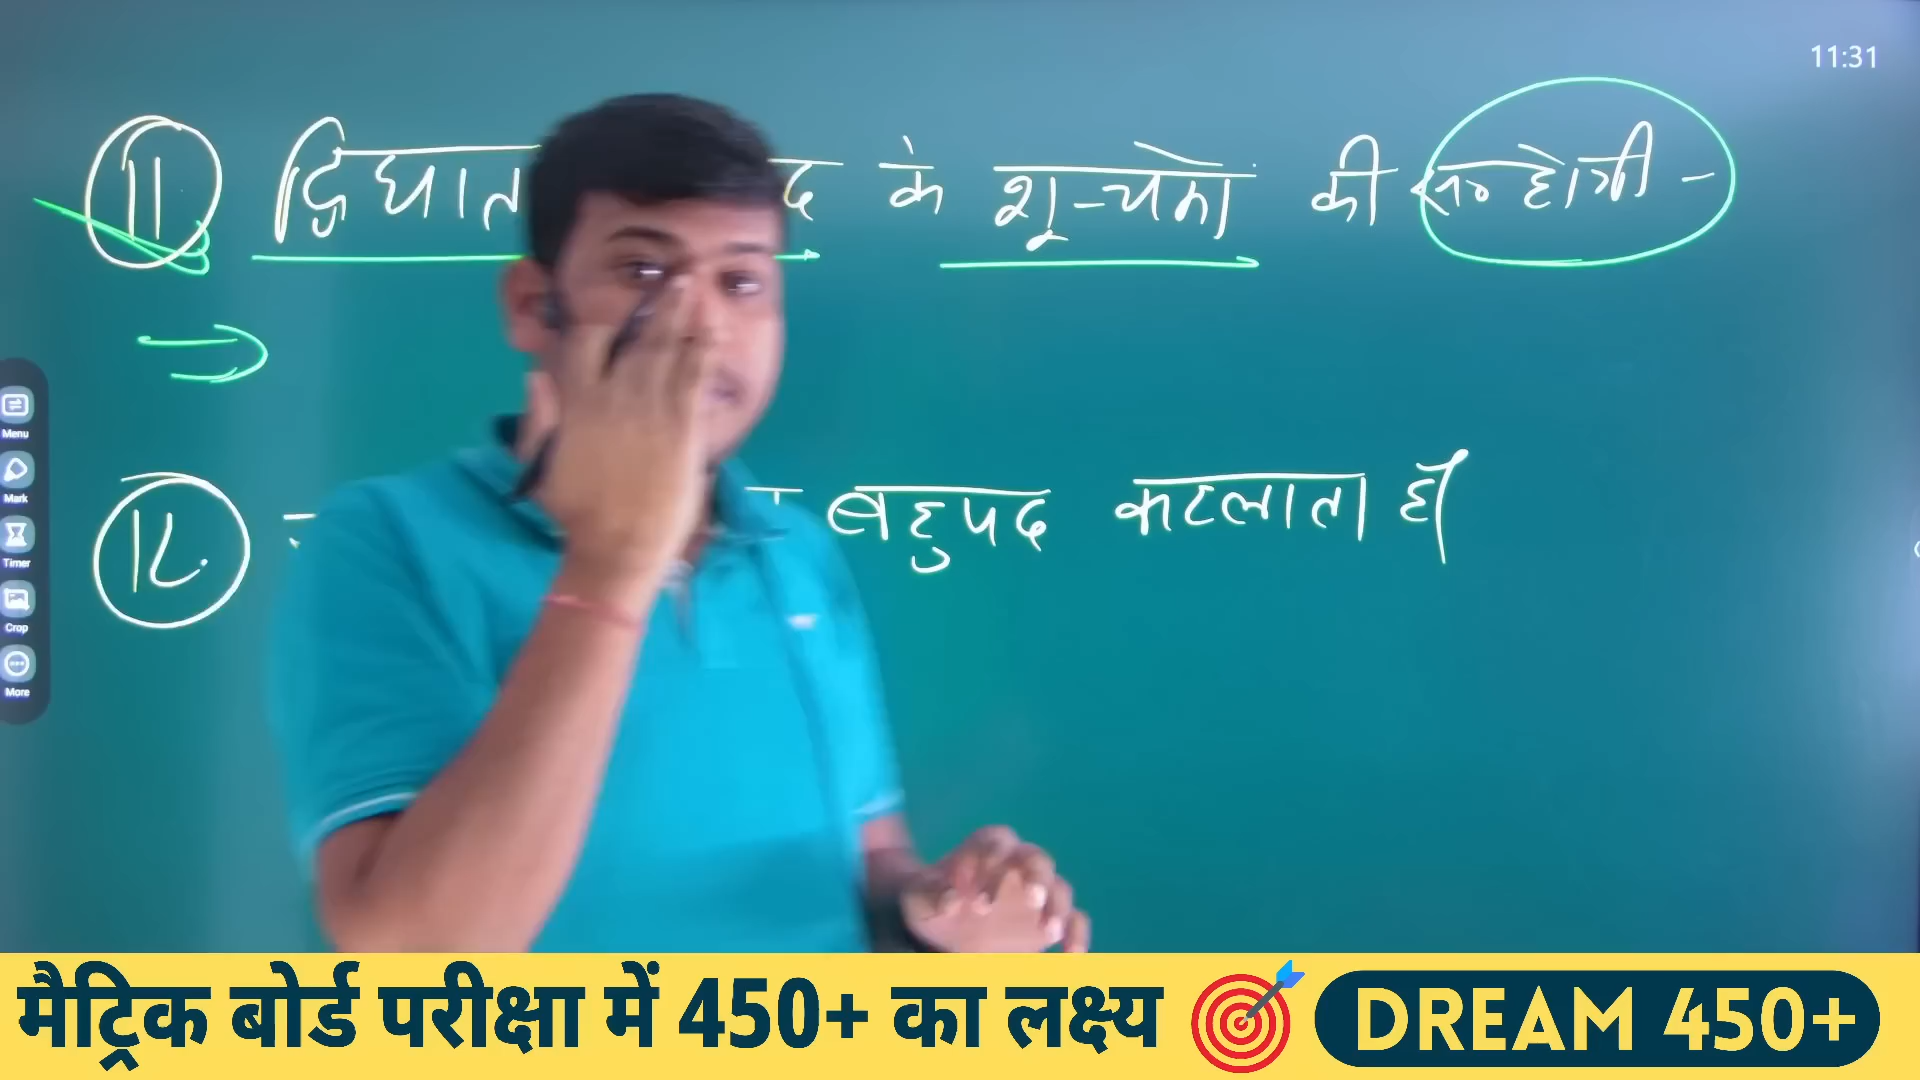 11:31
11 द्विघात द के शून्यको की सं० होगी -
Menu
Mark
12. बहुपद कहलाता है
Timer
Crop
More
मैट्रिक बोर्ड परीक्षा में 450+ का लक्ष्य DREAM 450+